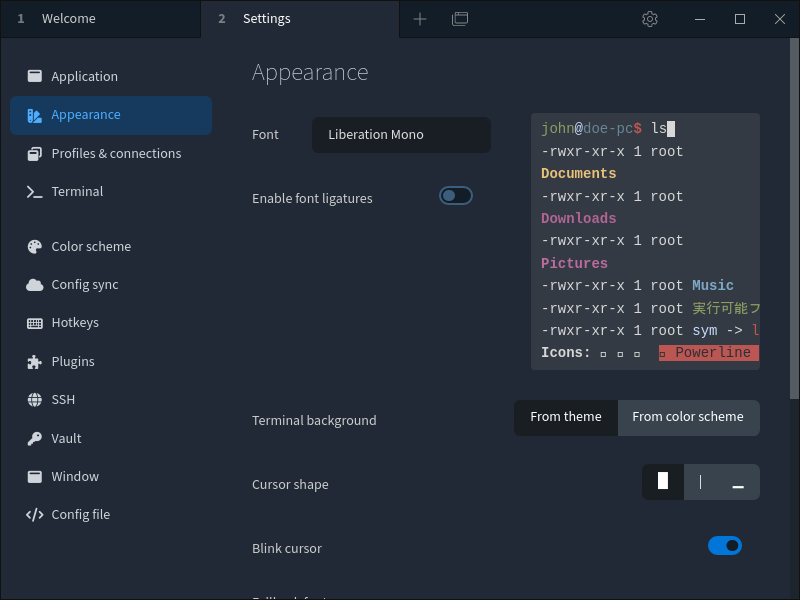 1 Welcome
2 Settings
Application
Appearance
Profiles & connections
Terminal
Color scheme
Config sync
Hotkeys
Plugins
SSH
Vault
Window
Config file
Appearance
Font
Liberation Mono
Enable font ligatures
john@doe-pc$ ls
-rwxr-xr-x 1 root
Documents
-rwxr-xr-x 1 root
Downloads
-rwxr-xr-x 1 root
Pictures
-rwxr-xr-x 1 root Music
-rwxr-xr-x 1 root 実行可能フ
-rwxr-xr-x 1 root sym -> l
Icons: Powerline
Terminal background
From theme
From color scheme
Cursor shape
Blink cursor